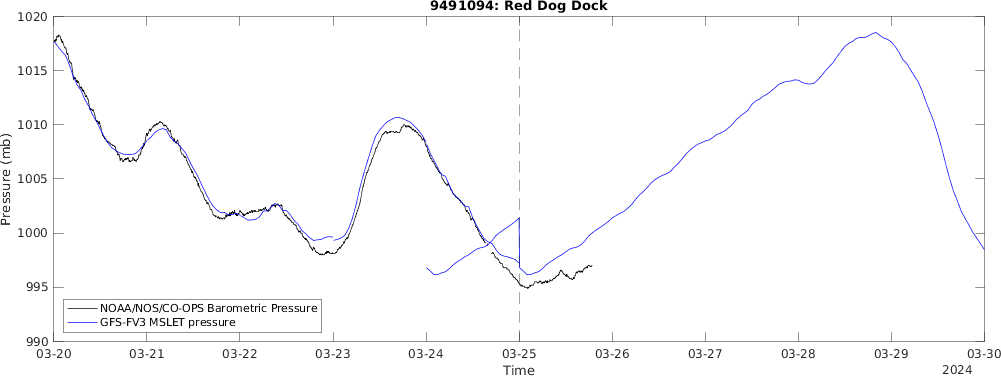 9491094: Red Dog Dock
1020
1015
1010
1005
1000
995
990
Pressure (mb)
NOAA/NOS/CO-OPS Barometric Pressure
GFS-FV3 MSLET pressure
03-20 03-21 03-22 03-23 03-24 03-25 03-26 03-27 03-28 03-29 03-30
Time
2024